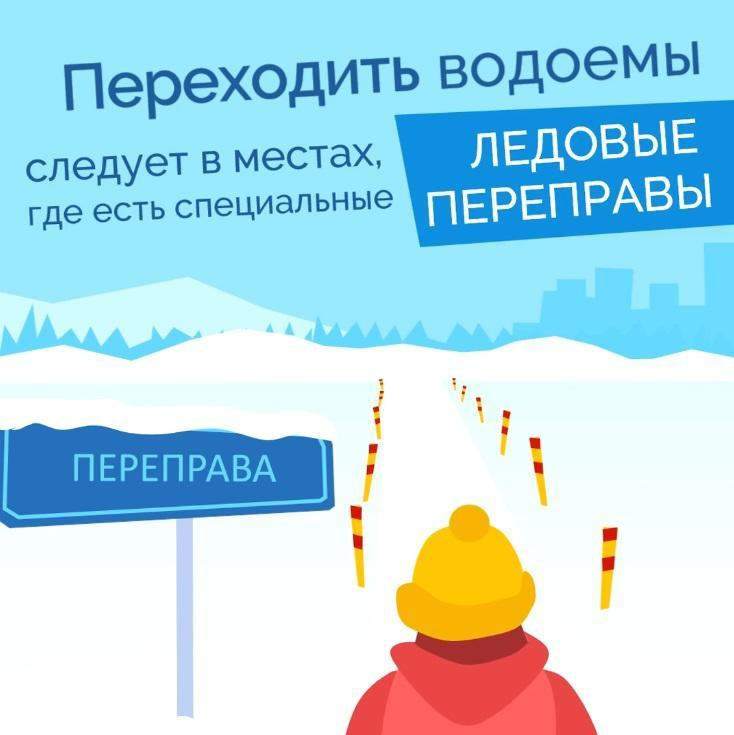 Переходить водоемы
следует в местах,
где есть специальные
ЛЕДОВЫЕ
ПЕРЕПРАВЫ
ПЕРЕПРАВА